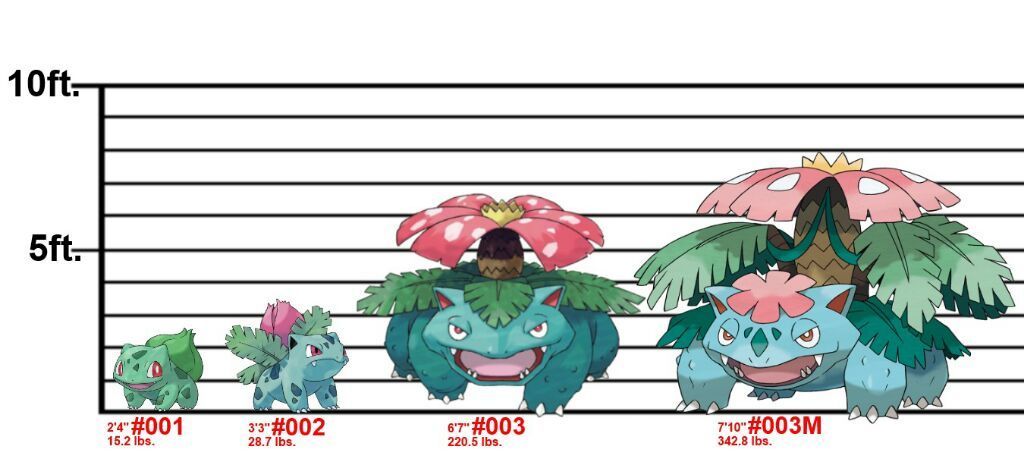 10ft.
5ft.
2'4" #001
15.2 lbs.
3'3" #002
28.7 lbs.
6'7" #003
220.5 lbs.
7'10" #003M
342.8 lbs.